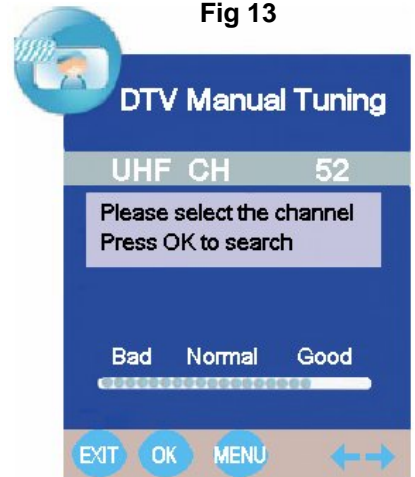 Fig 13
DTV Manual Tuning
UHF CH 52
Please select the channel
Press OK to search
Bad Normal Good
EXIT OK MENU